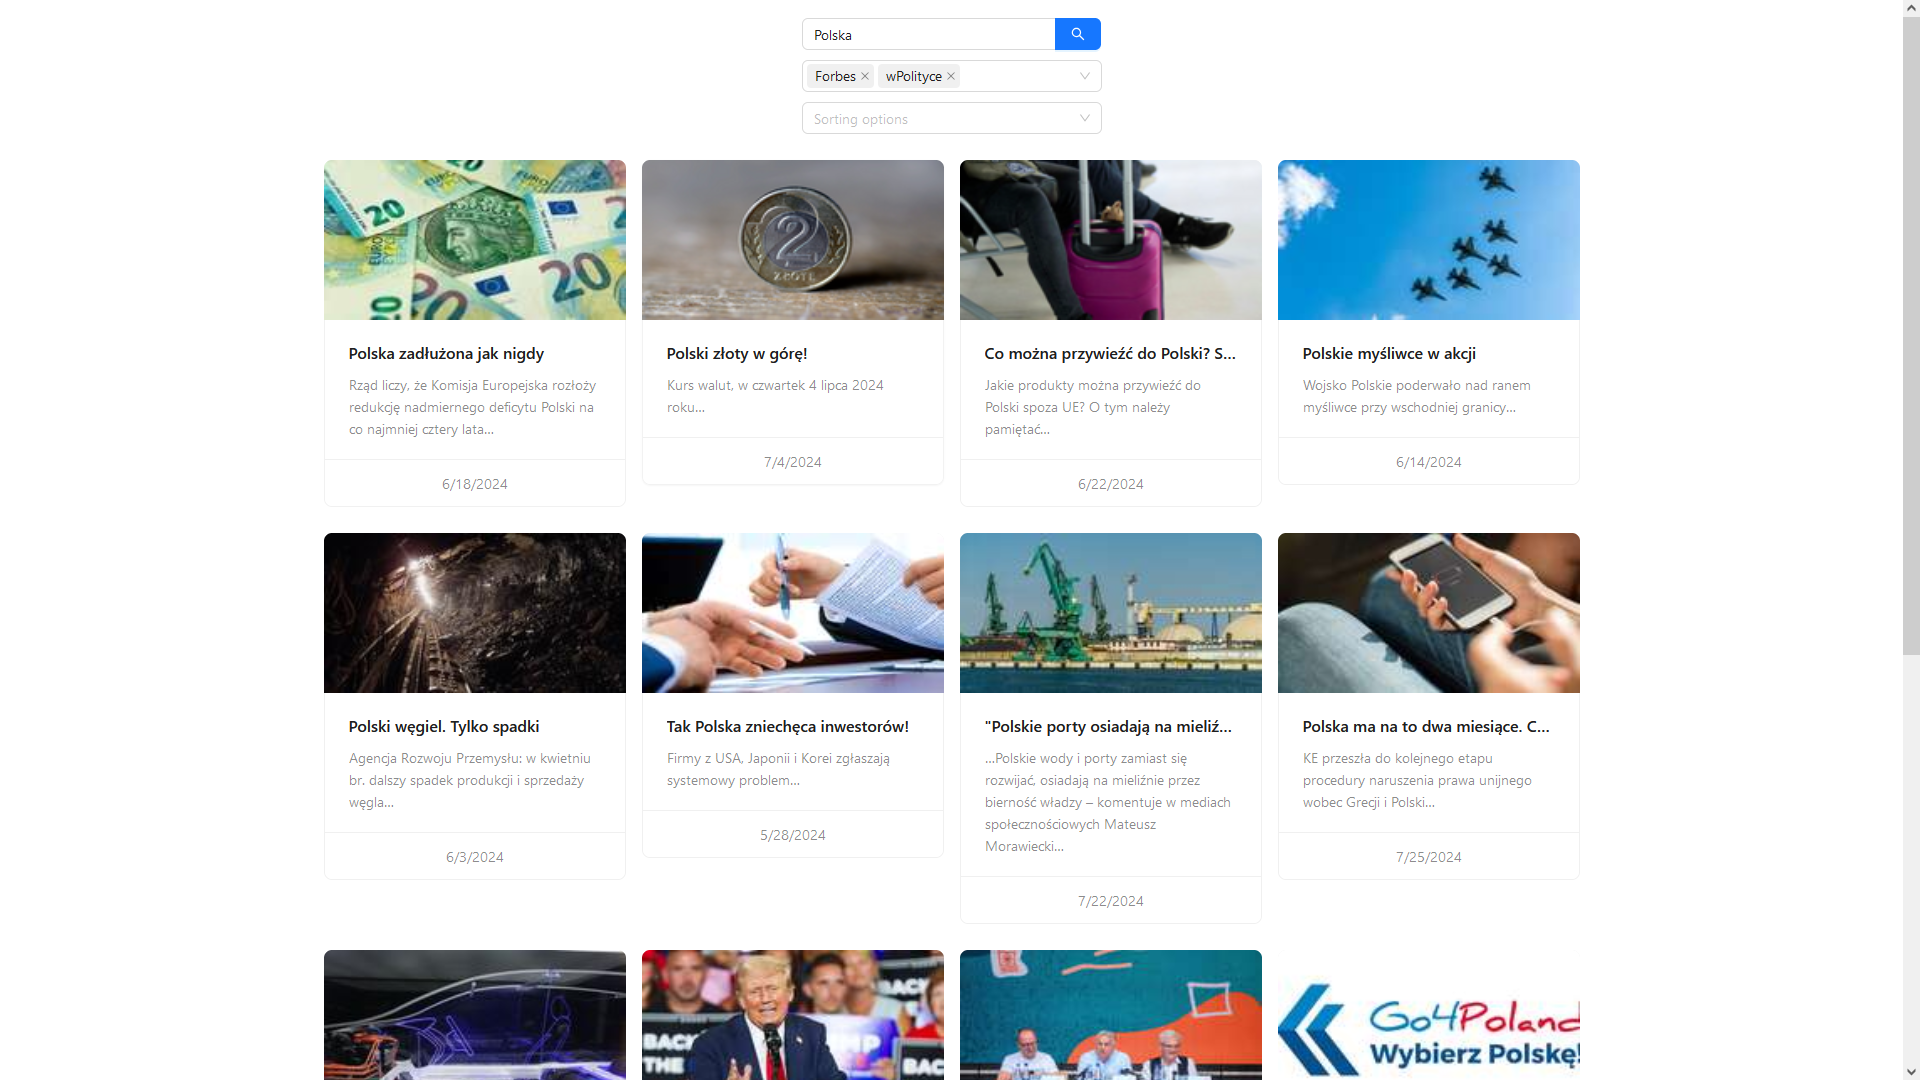 Polska
Forbes
wPolityce
Sorting options
Polska zadłużona jak nigdy
Rząd liczy, że Komisja Europejska rozłoży
redukcję nadmiernego deficytu Polski na
co najmniej cztery lata...
6/18/2024
Polski złoty w górę!
Kurs walut, w czwartek 4 lipca 2024
roku...
7/4/2024
Co można przywieźć do Polski? S...
Jakie produkty można przywieźć do
Polski spoza UE? O tym należy
pamiętać...
6/22/2024
Polskie myśliwce w akcji
Wojsko Polskie poderwało nad ranem
myśliwce przy wschodniej granicy...
6/14/2024
Polski węgiel. Tylko spadki
Agencja Rozwoju Przemysłu: w kwietniu
br. dalszy spadek produkcji i sprzedaży
węgla...
6/3/2024
Tak Polska zniechęca inwestorów!
Firmy z USA, Japonii i Korei zgłaszają
systemowy problem...
5/28/2024
"Polskie porty osiadają na mieliź...
...Polskie wody i porty zamiast się
rozwijać, osiadają na mieliźnie przez
bierność władzy – komentuje w mediach
społecznościowych Mateusz
Morawiecki...
7/22/2024
Polska ma na to dwa miesiące. C...
KE przeszła do kolejnego etapu
procedury naruszenia prawa unijnego
wobec Grecji i Polski...
7/25/2024
Go4Poland
Wybierz Polskę!